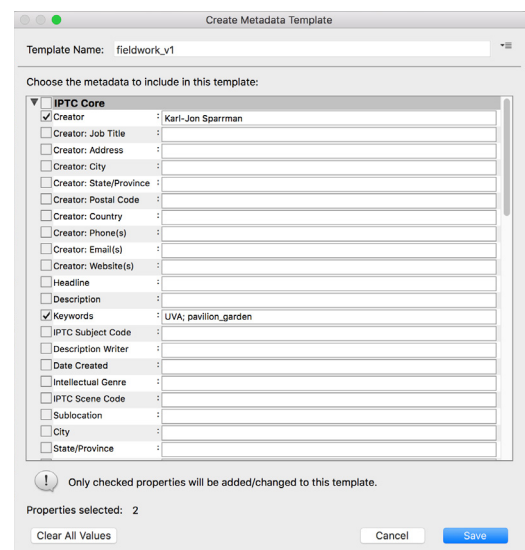 Create Metadata Template
Template Name: fieldwork_v1
Choose the metadata to include in this template:
IPTC Core
Creator : Karl-Jon Sparrman
Creator: Job Title :
Creator: Address :
Creator: City :
Creator: State/Province :
Creator: Postal Code :
Creator: Country :
Creator: Phone(s) :
Creator: Email(s) :
Creator: Website(s) :
Headline :
Description :
Keywords : UVA; pavilion_garden
IPTC Subject Code :
Description Writer :
Date Created :
Intellectual Genre :
IPTC Scene Code :
Sublocation :
City :
State/Province :
! Only checked properties will be added/changed to this template.
Properties selected: 2
Clear All Values Cancel Save